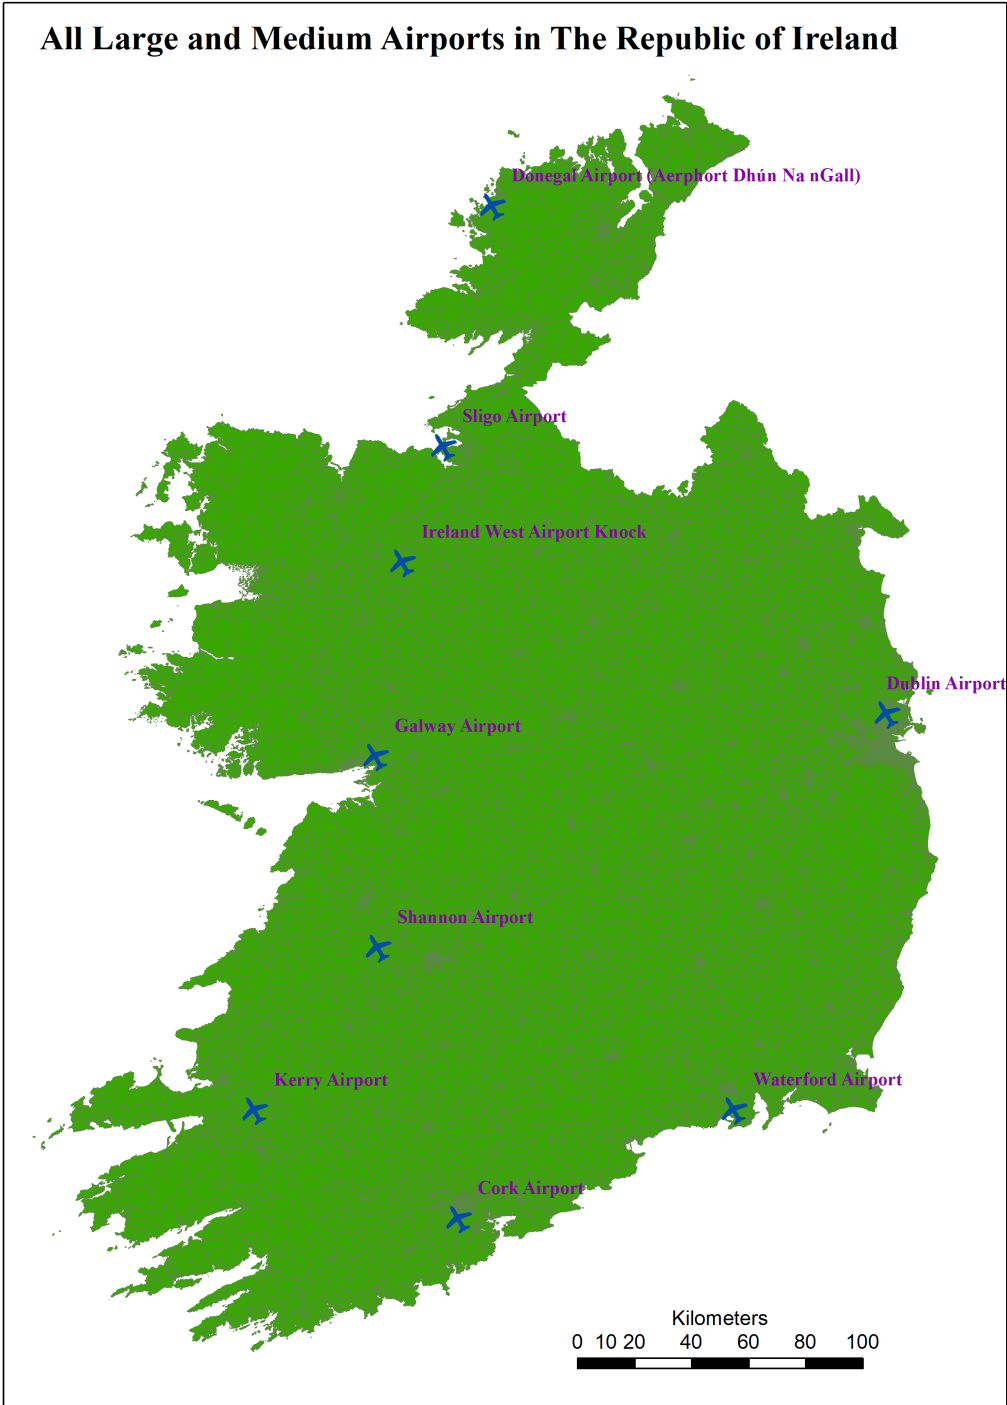 All Large and Medium Airports in The Republic of Ireland
Donegal Airport (Aerphort Dhún Na nGall)
Sligo Airport
Ireland West Airport Knock
Dublin Airport
Galway Airport
Shannon Airport
Kerry Airport
Waterford Airport
Cork Airport
Kilometers
0 10 20 40 60 80 100